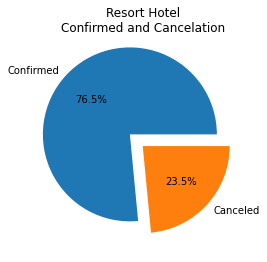 Resort Hotel
Confirmed and Cancelation
Confirmed
76.5%
23.5%
Canceled